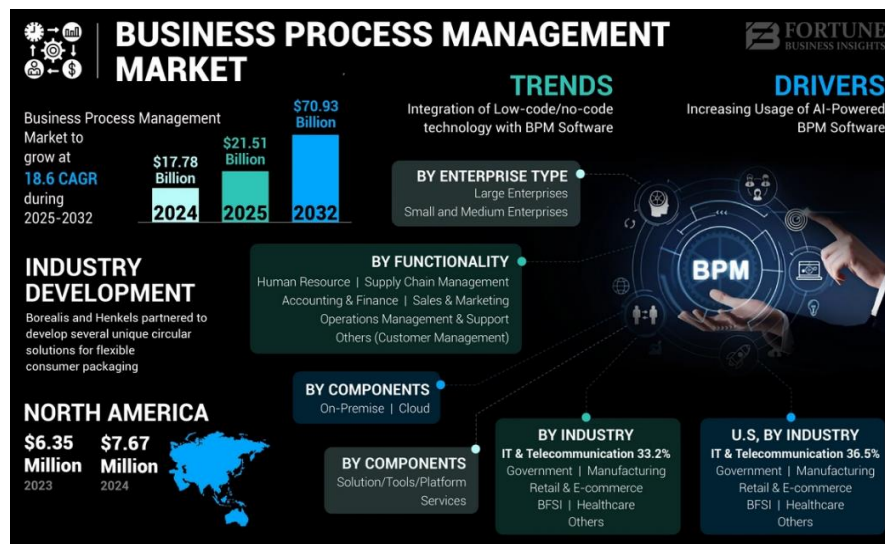 BUSINESS PROCESS MANAGEMENT
MARKET
FORTUNE
BUSINESS INSIGHTS
Business Process Management
Market to
grow at
18.6 CAGR
during
2025-2032
$17.78
Billion
2024
$21.51
Billion
2025
$70.93
Billion
2032
TRENDS
Integration of Low-code/no-code
technology with BPM Software
DRIVERS
Increasing Usage of AI-Powered
BPM Software
BY ENTERPRISE TYPE
Large Enterprises
Small and Medium Enterprises
BY FUNCTIONALITY
Human Resource | Supply Chain Management
Accounting & Finance | Sales & Marketing
Operations Management & Support
Others (Customer Management)
BPM
INDUSTRY
DEVELOPMENT
Borealis and Henkels partnered to
develop several unique circular
solutions for flexible
consumer packaging
BY COMPONENTS
On-Premise | Cloud
NORTH AMERICA
$6.35
Million
2023
$7.67
Million
2024
BY COMPONENTS
Solution/Tools/Platform
Services
BY INDUSTRY
IT & Telecommunication 33.2%
Government | Manufacturing
Retail & E-commerce
BFSI | Healthcare
Others
U.S, BY INDUSTRY
IT & Telecommunication 36.5%
Government | Manufacturing
Retail & E-commerce
BFSI | Healthcare
Others